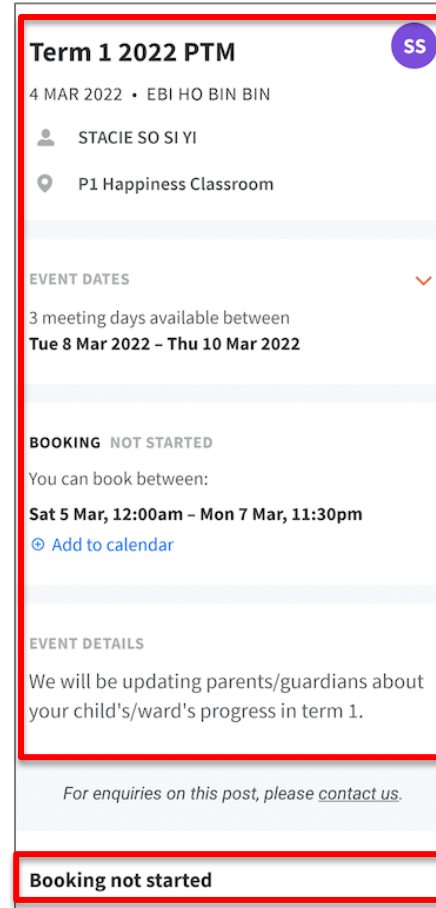 Term 1 2022 PTM
SS
4 MAR 2022 • EBI HO BIN BIN
STACIE SO SI YI
P1 Happiness Classroom
EVENT DATES
3 meeting days available between
Tue 8 Mar 2022 – Thu 10 Mar 2022
BOOKING NOT STARTED
You can book between:
Sat 5 Mar, 12:00am – Mon 7 Mar, 11:30pm
Add to calendar
EVENT DETAILS
We will be updating parents/guardians about
your child's/ward's progress in term 1.
For enquiries on this post, please contact us.
Booking not started